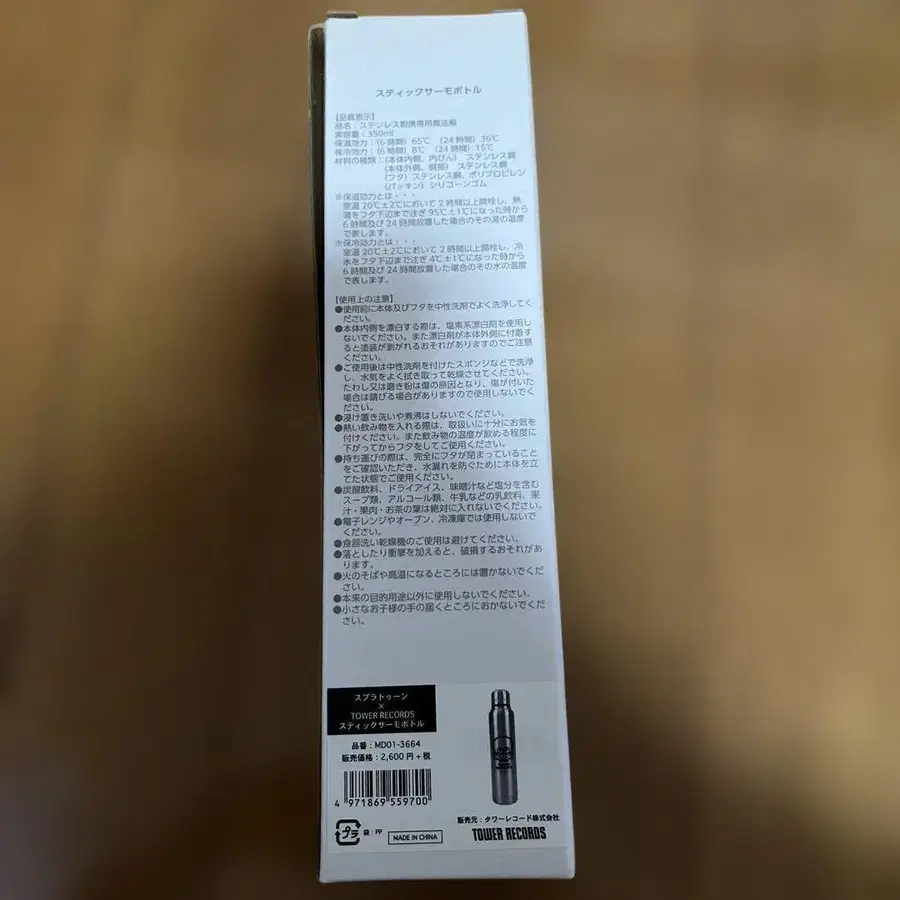 スティックサーモボトル
【品質表示】
品名：ステンレス製携帯用魔法瓶
実容量：350ml
保温効力：(6時間) 65℃ (24時間) 36℃
保冷効力：(6時間) 8℃ (24時間) 15℃
材料の種類：(本体内側、内びん) ステンレス鋼
(本体外側、胴部) ステンレス鋼
(フタ) ステンレス鋼、ポリプロピレン
(パッキン) シリコーンゴム
※保温効力とは・・・
室温 20℃±2℃において 2 時間以上開栓し、熱
湯をフタ下辺まで注ぎ 95℃±1℃になった時から
6 時間及び 24 時間放置した場合のその湯の温度
で表します。
※保冷効力とは・・・
室温 20℃±2℃において 2 時間以上開栓し、冷
水をフタ下辺まで注ぎ 4℃±1℃になった時から
6 時間及び 24 時間放置した場合のその水の温度
で表します。
【使用上の注意】
●使用前に本体及びフタを中性洗剤でよく洗浄してく
ださい。
●本体内側を漂白する際は、塩素系漂白剤を使用し
ないでください。また漂白剤が本体外側に付着す
ると塗装が剥がれるおそれがありますのでご注意
ください。
●ご使用後は中性洗剤を付けたスポンジなどで洗浄
し、水気をよく拭き取って乾燥させてください。
たわし又は磨き粉は傷の原因となり、傷が付いた
場合は錆びる場合がありますので使用しないでく
ださい。
●浸け置き洗いや煮沸はしないでください。
●熱い飲み物を入れる際は、取扱いに十分にお気を
付けください。また飲み物の温度が飲める程度に
下がってからフタをしてご使用ください。
●持ち運びの際は、完全にフタが閉まっていること
をご確認いただき、水漏れを防ぐために本体を立
てた状態でご使用ください。
●炭酸飲料、ドライアイス、味噌汁など塩分を含む
スープ類、アルコール類、牛乳などの乳飲料、果
汁・果肉・お茶の葉は絶対に入れないでください。
●電子レンジやオーブン、冷凍庫では使用しないで
ください。
●食器洗い乾燥機のご使用は避けてください。
●落としたり衝撃を加えると、破損するおそれがあ
ります。
●火のそばや高温になるところには置かないでくだ
さい。
●本来の目的用途以外に使用しないでください。
●小さなお子様の手の届くところにおかないでくだ
さい。
スプラトゥーン
×
TOWER RECORDS
スティックサーモボトル
品番：MD01-3664
販売価格：2,600円+税
4 971869 559700
プラ
袋：PP
MADE IN CHINA
販売元：タワーレコード株式会社
TOWER RECORDS